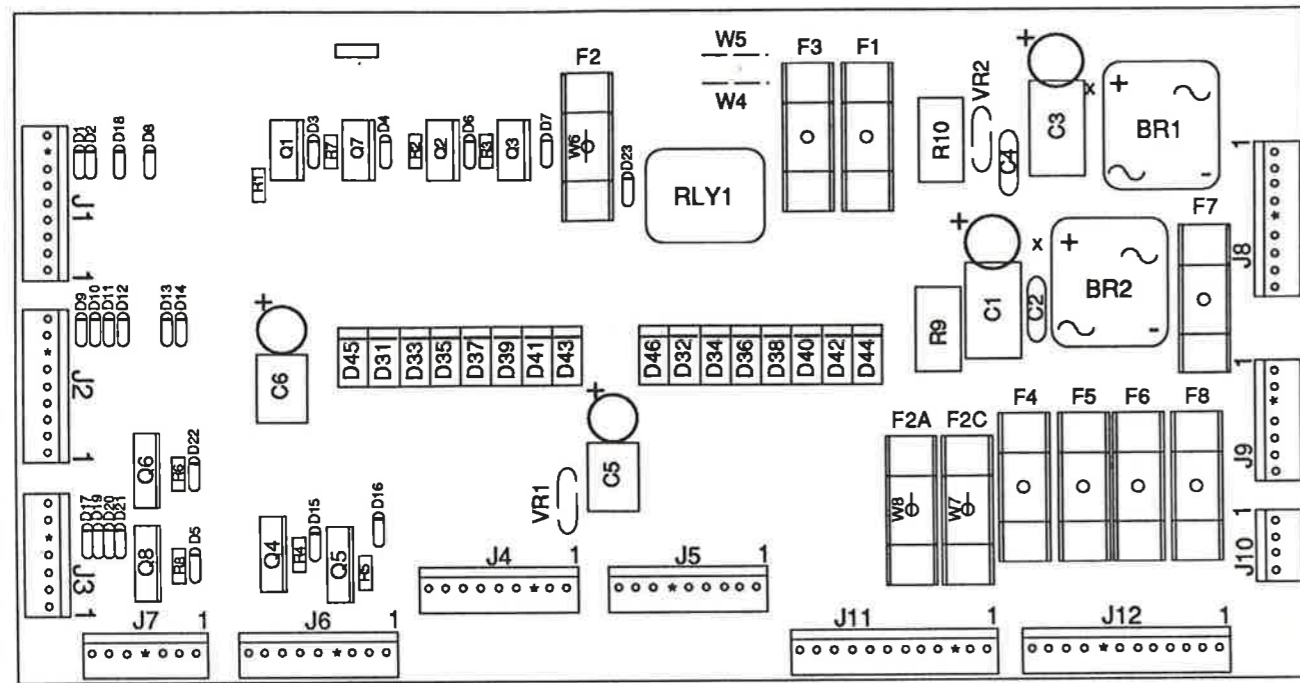 W5
F2 F3 F1
W4
VR2
+
C3
x
+
BR1
-
D1 D2 D18 D8
Q1 D3 R7 Q7 D4 R2 Q2 D6 R3 Q3 D7
W6
D23
R1
RLY1
R10
C4
J1
1
1
J8
F7
+
C1
x
+
BR2
-
C2
R9
D9 D10 D11 D12 D13 D14
+
C6
D45 D31 D33 D35 D37 D39 D41 D43
D46 D32 D34 D36 D38 D40 D42 D44
J2
1
1
J9
F2A F2C F4 F5 F6 F8
W8 W7
+
C5
VR1
Q6 R6 D22
D17 D19 D20 D21
Q8 R8 D5
Q4 R4 D15 Q5 R5 D16
J3
1
1
J10
J4 1
J5 1
J7 1
J6 1
J11 1
J12 1